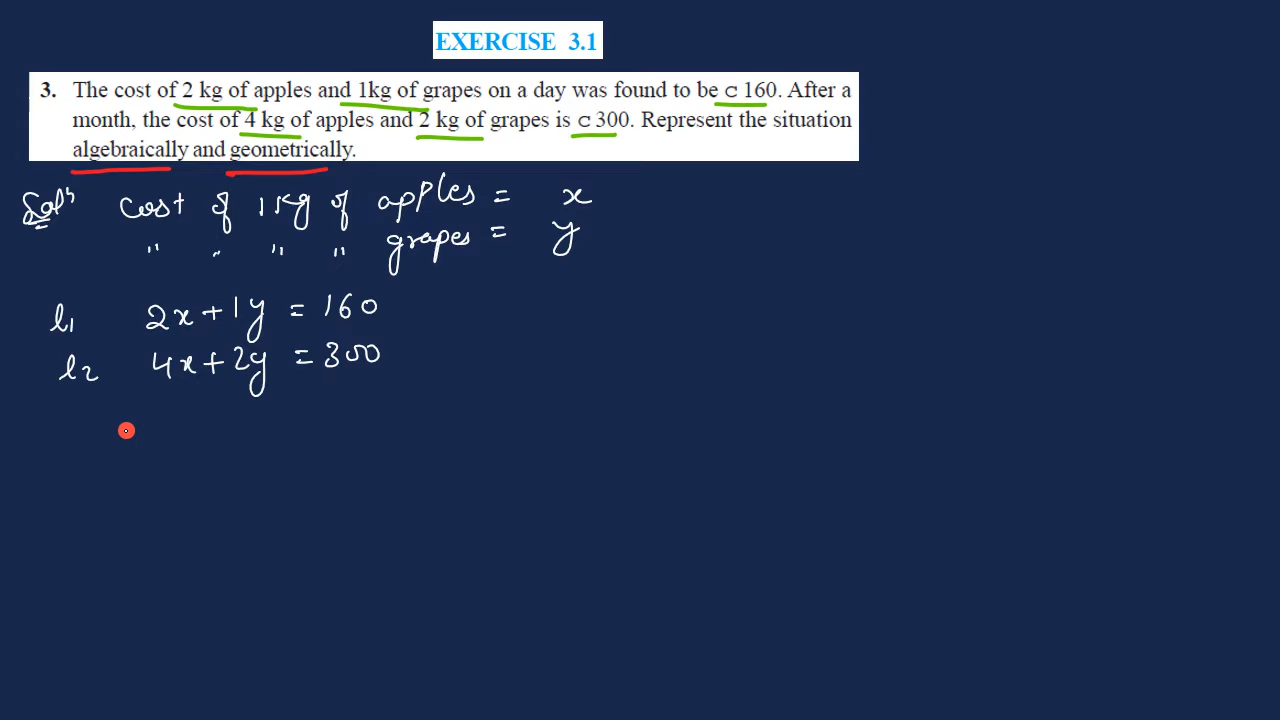 EXERCISE 3.1
3. The cost of 2 kg of apples and 1kg of grapes on a day was found to be ⊂ 160. After a
month, the cost of 4 kg of apples and 2 kg of grapes is ⊂ 300. Represent the situation
algebraically and geometrically.
Solⁿ cost of 1 Kg of apples = x
" " " " grapes = y
l₁ 2x + 1y = 160
l₂ 4x + 2y = 300